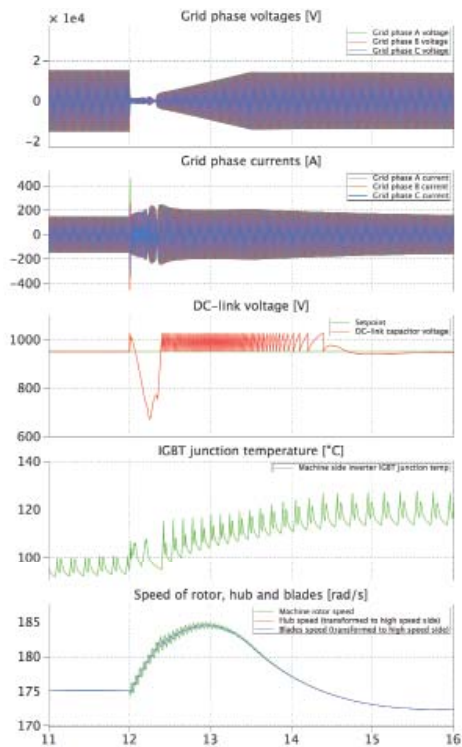 Grid phase voltages [V]
× 1e4
Grid phase A voltage
Grid phase B voltage
Grid phase C voltage
2
0
-2
Grid phase currents [A]
Grid phase A current
Grid phase B current
Grid phase C current
400
200
0
-200
-400
DC-link voltage [V]
Setpoint
DC-link capacitor voltage
1000
800
600
IGBT junction temperature [°C]
Machine side inverter IGBT junction temp
140
120
100
Speed of rotor, hub and blades [rad/s]
Machine rotor speed
Hub speed (transformed to high speed side)
Blades speed (transformed to high speed side)
185
180
175
170
11 12 13 14 15 16